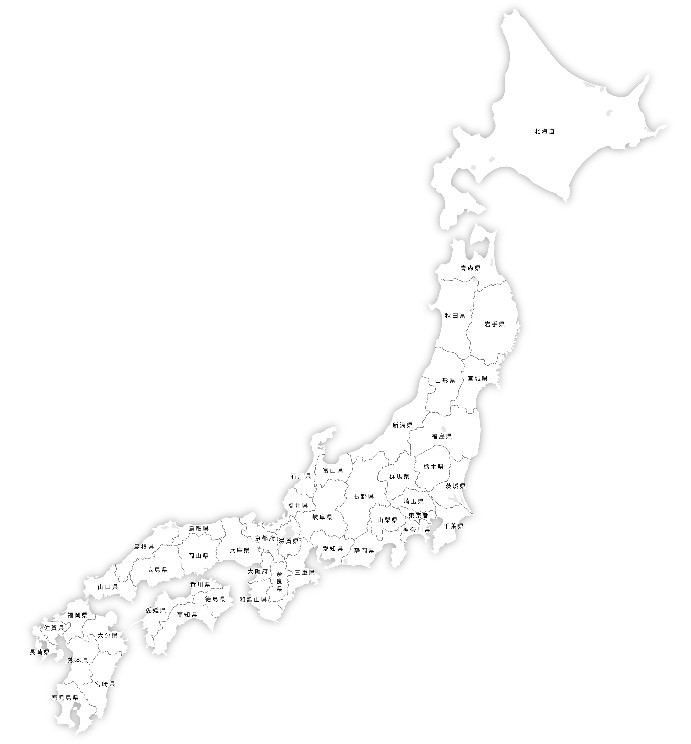 北海道
青森県
秋田県
岩手県
山形県
宮城県
新潟県
福島県
石川県
富山県
長野県
群馬県
栃木県
茨城県
福井県
岐阜県
山梨県
埼玉県
東京都
神奈川県
千葉県
島根県
鳥取県
岡山県
広島県
山口県
兵庫県
京都府
滋賀県
愛知県
静岡県
大阪府
奈良県
三重県
和歌山県
香川県
徳島県
愛媛県
高知県
福岡県
佐賀県
長崎県
大分県
熊本県
宮崎県
鹿児島県